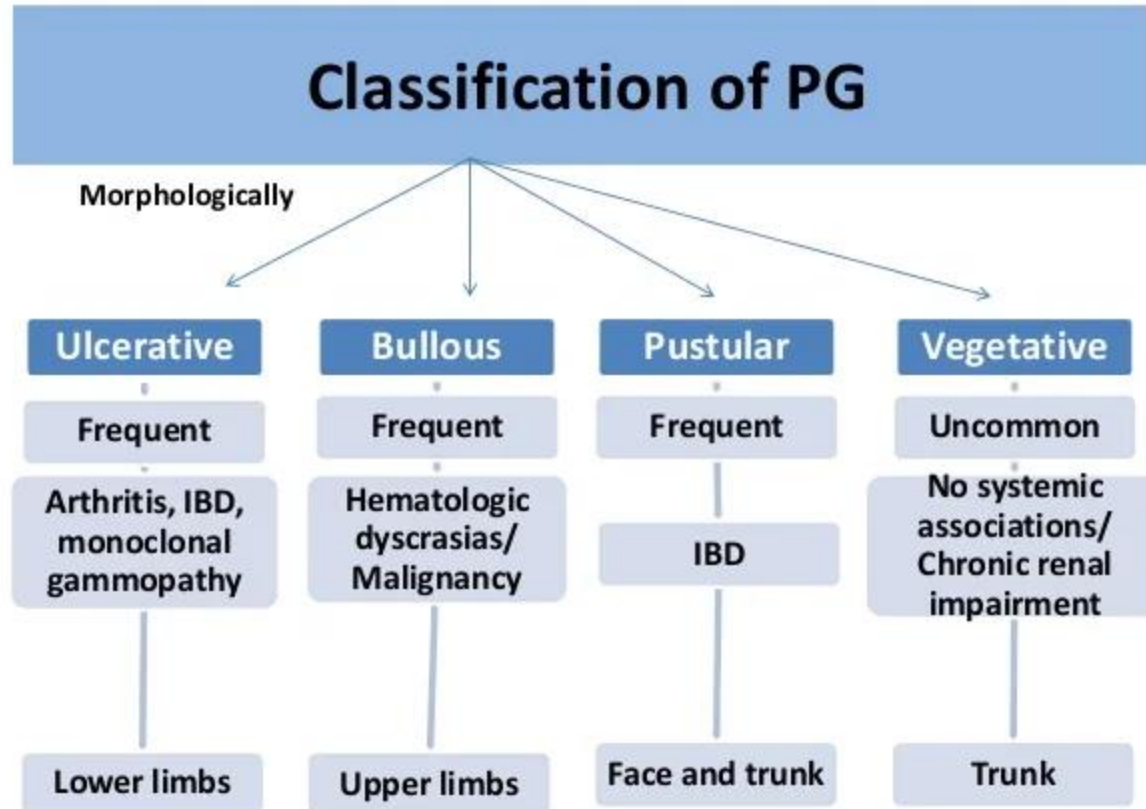 Classification of PG
Morphologically
Ulcerative
Frequent
Arthritis, IBD,
monoclonal
gammopathy
Lower limbs
Bullous
Frequent
Hematologic
dyscrasias/
Malignancy
Upper limbs
Pustular
Frequent
IBD
Face and trunk
Vegetative
Uncommon
No systemic
associations/
Chronic renal
impairment
Trunk